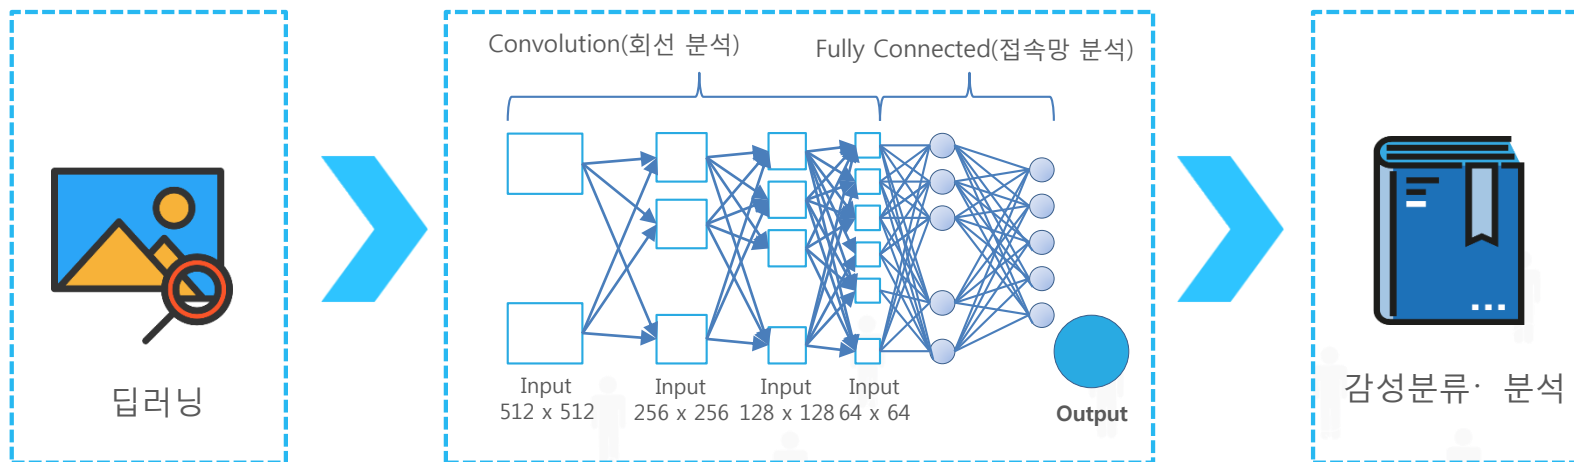 딥러닝
Convolution(회선 분석)
Fully Connected(접속망 분석)
Input
512 x 512
Input
256 x 256
Input
128 x 128
Input
64 x 64
Output
감성분류· 분석